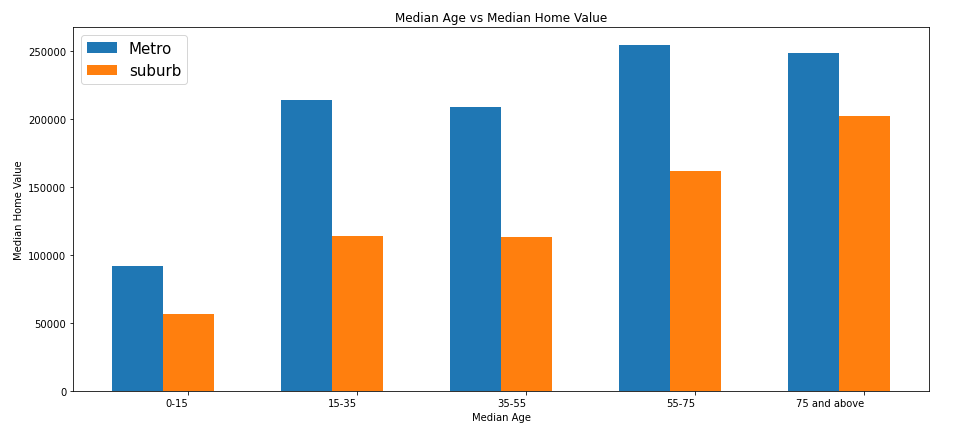 Median Age vs Median Home Value
Metro
suburb
Median Home Value
250000
200000
150000
100000
50000
0
0-15
15-35
35-55
55-75
75 and above
Median Age